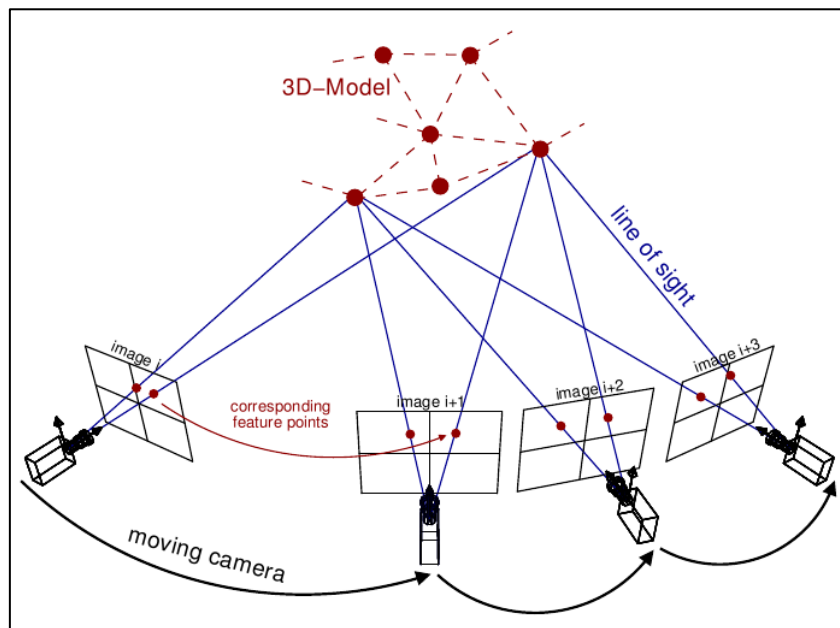 3D-Model
line of sight
image i
image i+3
image i+1
image i+2
corresponding
feature points
moving camera